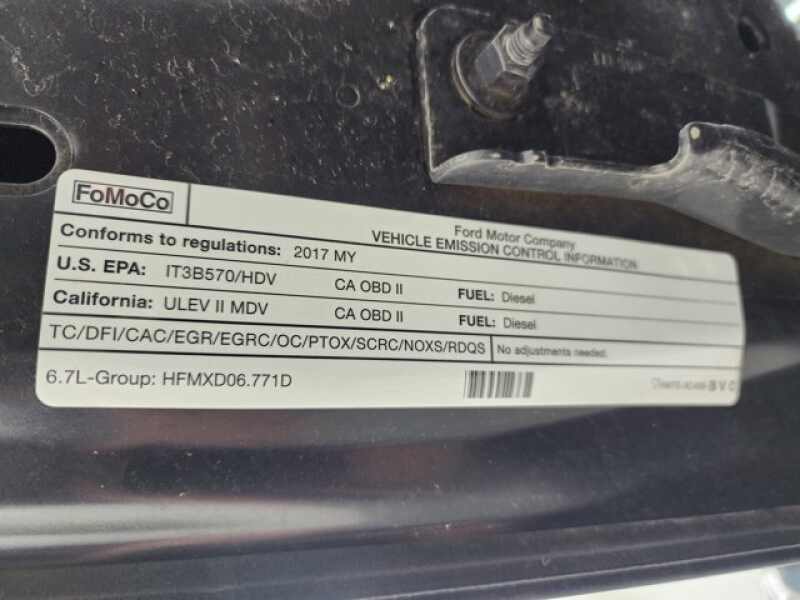 FoMoCo
Ford Motor Company
VEHICLE EMISSION CONTROL INFORMATION
Conforms to regulations: 2017 MY
U.S. EPA: IT3B570/HDV CA OBD II FUEL: Diesel
California: ULEV II MDV CA OBD II FUEL: Diesel
TC/DFI/CAC/EGR/EGRC/OC/PTOX/SCRC/NOXS/RDQS No adjustments needed.
6.7L-Group: HFMXD06.771D